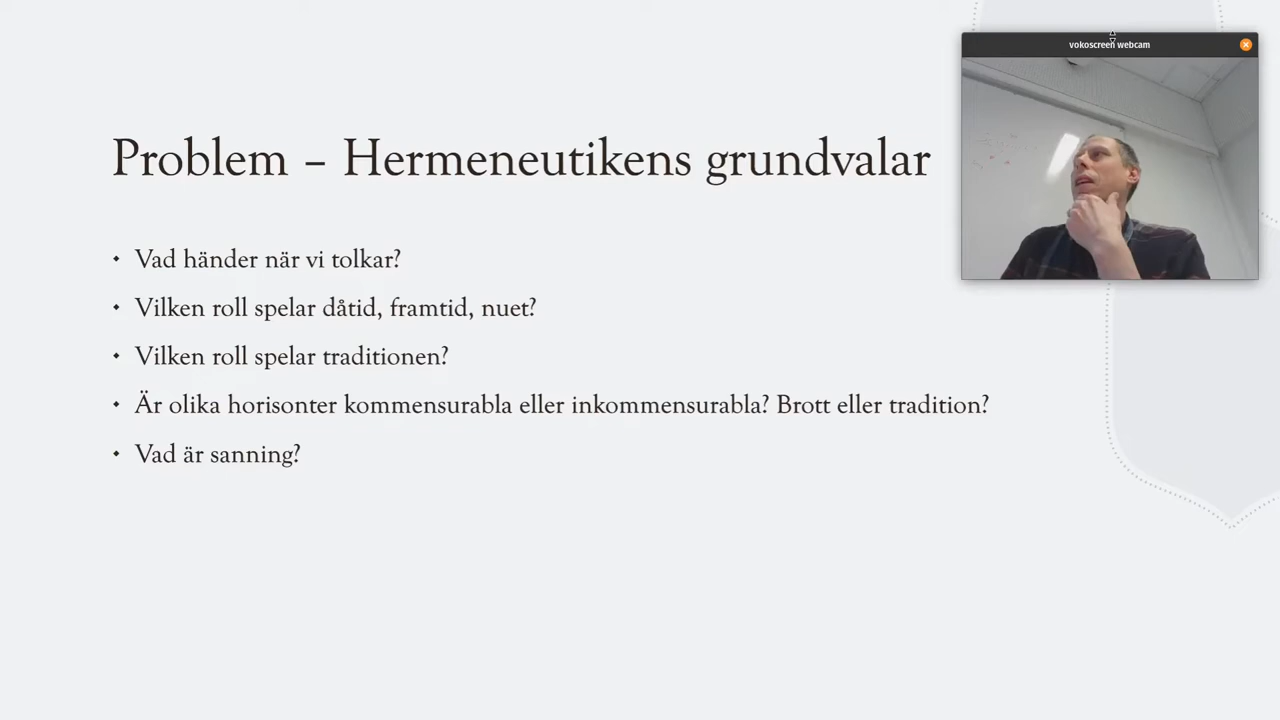 vokoscreen webcam
Problem – Hermeneutikens grundvalar
Vad händer när vi tolkar?
Vilken roll spelar dåtid, framtid, nuet?
Vilken roll spelar traditionen?
Är olika horisonter kommensurabla eller inkommensurabla? Brott eller tradition?
Vad är sanning?